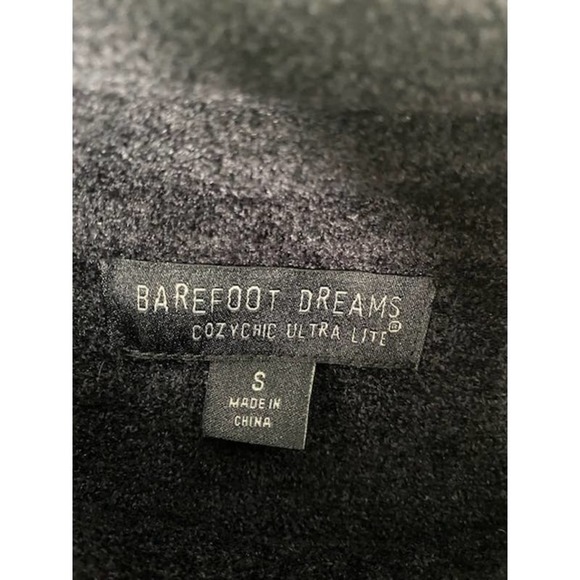 BAREFOOT DREAMS
COZYCHIC ULTRA LITE®
S
MADE IN
CHINA